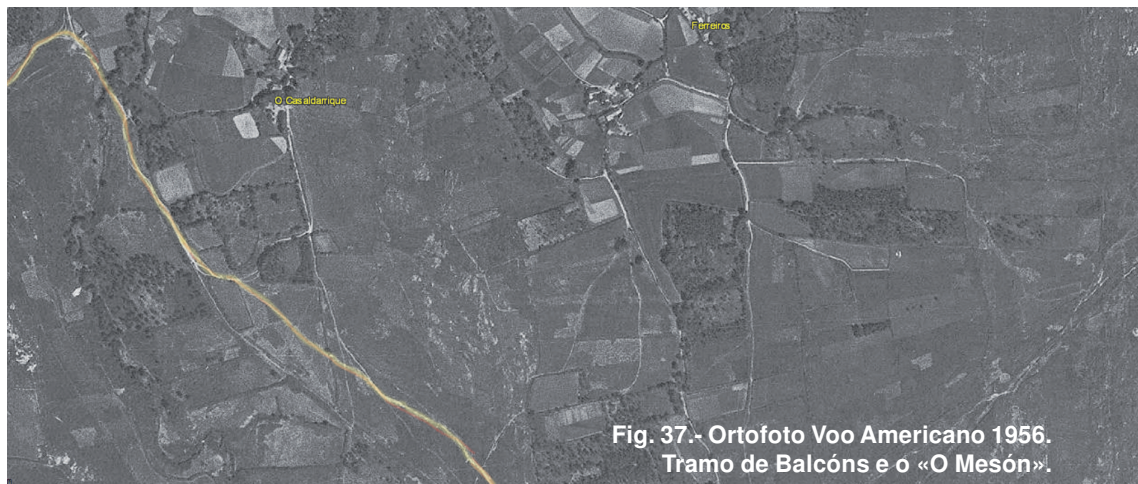 Ferreiros
O Casaldarrique
Fig. 37.- Ortofoto Voo Americano 1956.
Tramo de Balcóns e o «O Mesón».